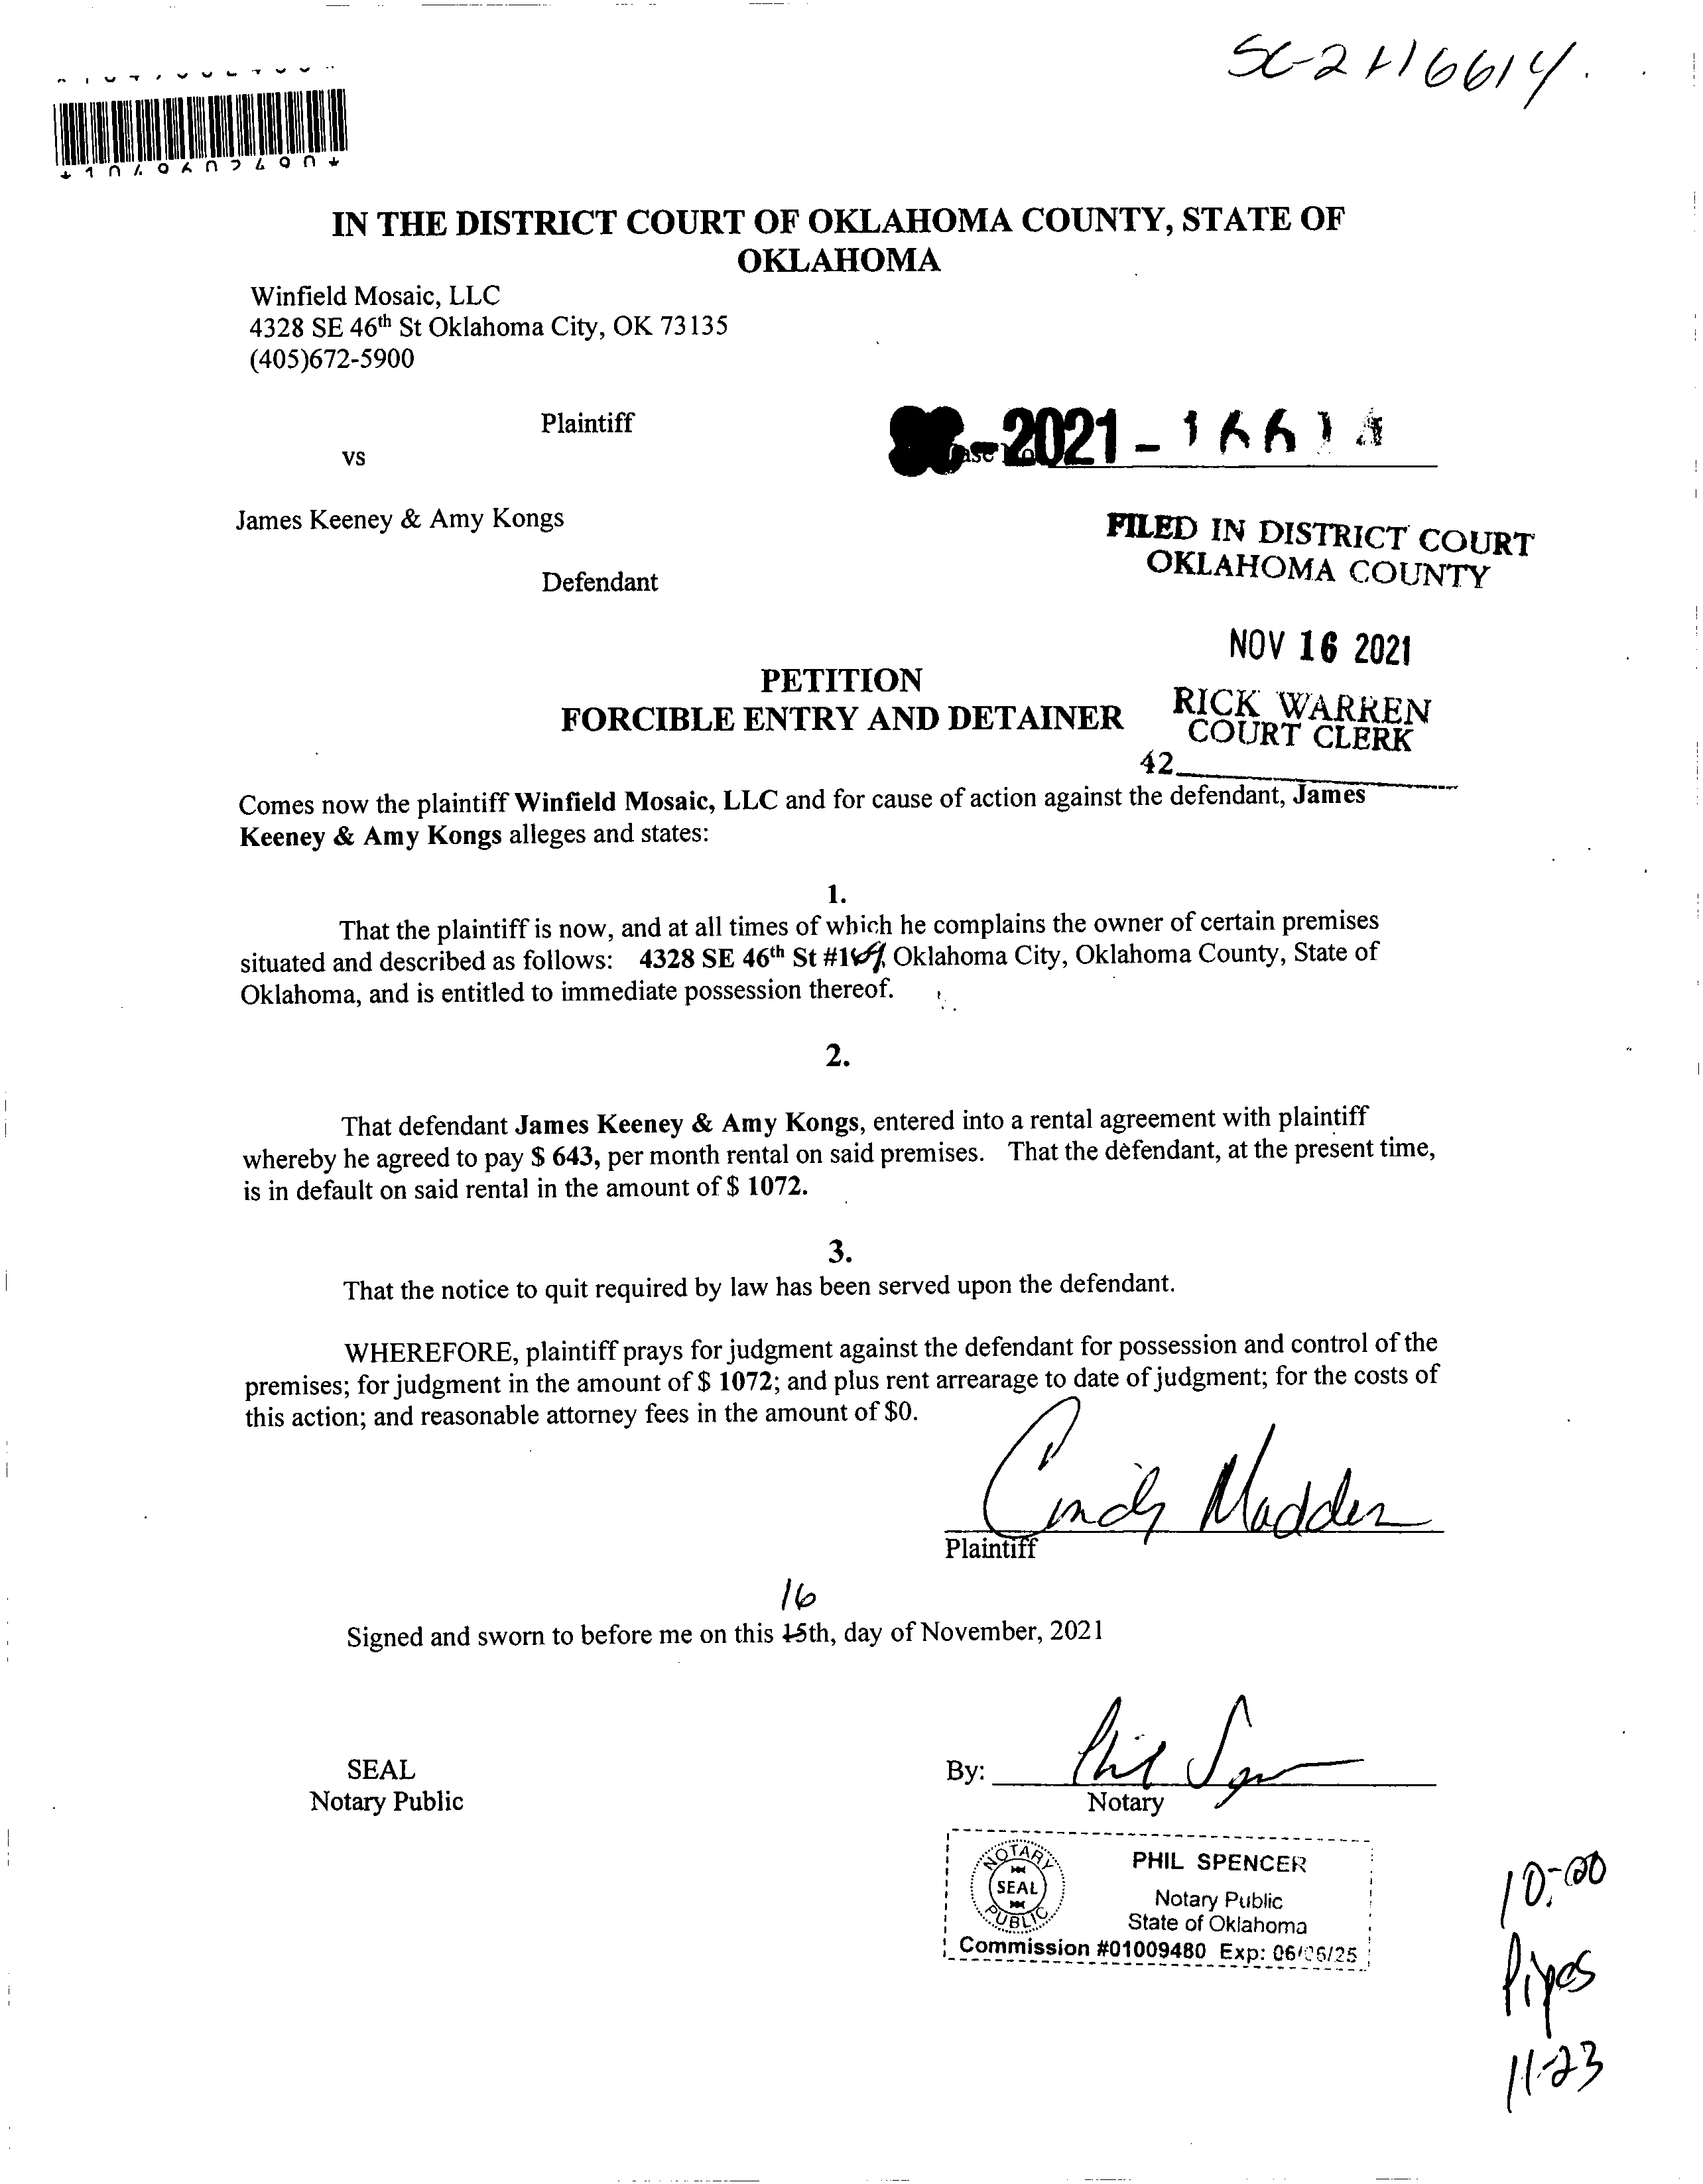 IN THE DISTRICT COURT OF OKLAHOMA COUNTY, STATE OF
OKLAHOMA
Winfield Mosaic, LLC
4328 SE 46th St Oklahoma City, OK 73135
(405)672-5900
Plaintiff
-2021-
vs
James Keeney & Amy Kongs
FILED IN DISTRICT COURT
OKLAHOMA COUNTY
Defendant
NOV 16 2021
PETITION
FORCIBLE ENTRY AND DETAINER
RICK WARREN
COURT CLERK
42
Comes now the plaintiff Winfield Mosaic, LLC and for cause of action against the defendant, James
Keeney & Amy Kongs alleges and states:
1.
That the plaintiff is now, and at all times of which he complains the owner of certain premises
situated and described as follows: 4328 SE 46th St Oklahoma City, Oklahoma County, State of
Oklahoma, and is entitled to immediate possession thereof.
2.
That defendant James Keeney & Amy Kongs, entered into a rental agreement with plaintiff
whereby he agreed to pay $ 643, per month rental on said premises. That the defendant, at the present time,
is in default on said rental in the amount of $ 1072.
3.
That the notice to quit required by law has been served upon the defendant.
WHEREFORE, plaintiff prays for judgment against the defendant for possession and control of the
premises; for judgment in the amount of $ 1072; and plus rent arrearage to date of judgment; for the costs of
this action; and reasonable attorney fees in the amount of $0.
Cindy Madden
Plaintiff
16
Signed and sworn to before me on this 15th, day of November, 2021
SEAL
Notary Public
By:
Phil
Notary
NOTARY PUBLIC
SEAL
PHIL SPENCER
Notary Public
State of Oklahoma
Commission #01009480 Exp: 06/06/25
10:00
Pipes
11-23